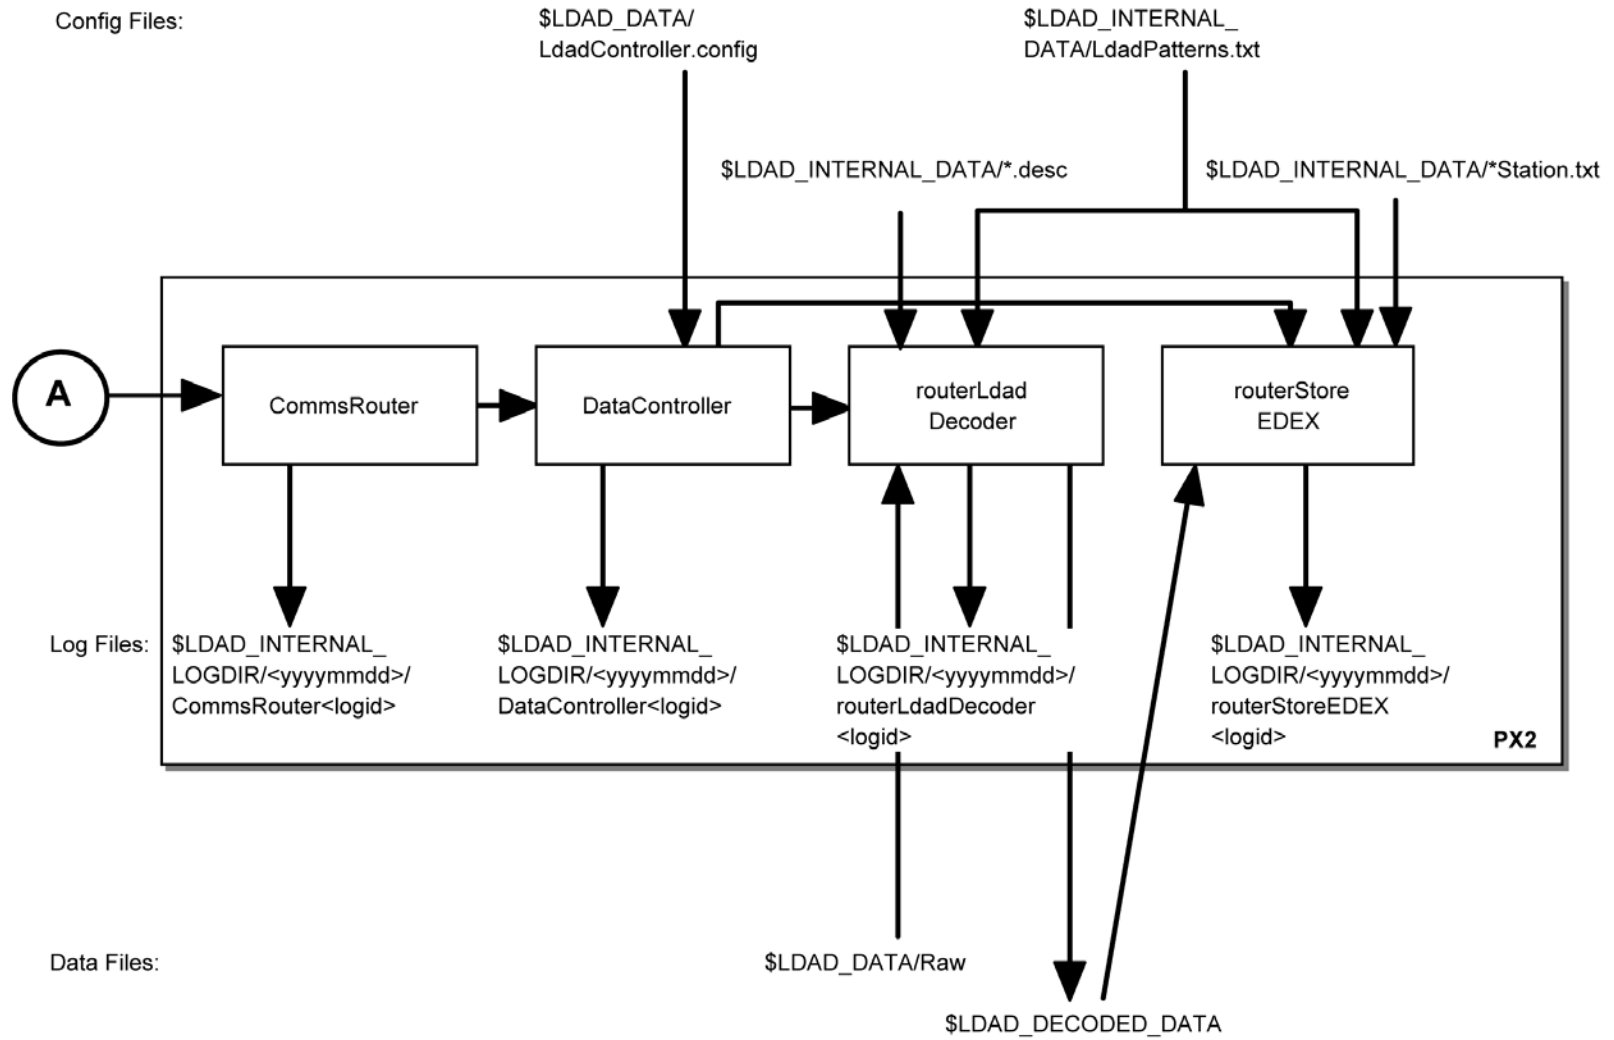 Config Files:
$LDAD_DATA/
LdadController.config
$LDAD_INTERNAL_
DATA/LdadPatterns.txt
$LDAD_INTERNAL_DATA/*.desc
$LDAD_INTERNAL_DATA/*Station.txt
A
CommsRouter
DataController
routerLdad
Decoder
routerStore
EDEX
Log Files:
$LDAD_INTERNAL_
LOGDIR/<yyyymmdd>/
CommsRouter<logid>
$LDAD_INTERNAL_
LOGDIR/<yyyymmdd>/
DataController<logid>
$LDAD_INTERNAL_
LOGDIR/<yyyymmdd>/
routerLdadDecoder
<logid>
$LDAD_INTERNAL_
LOGDIR/<yyyymmdd>/
routerStoreEDEX
<logid>
PX2
Data Files:
$LDAD_DATA/Raw
$LDAD_DECODED_DATA